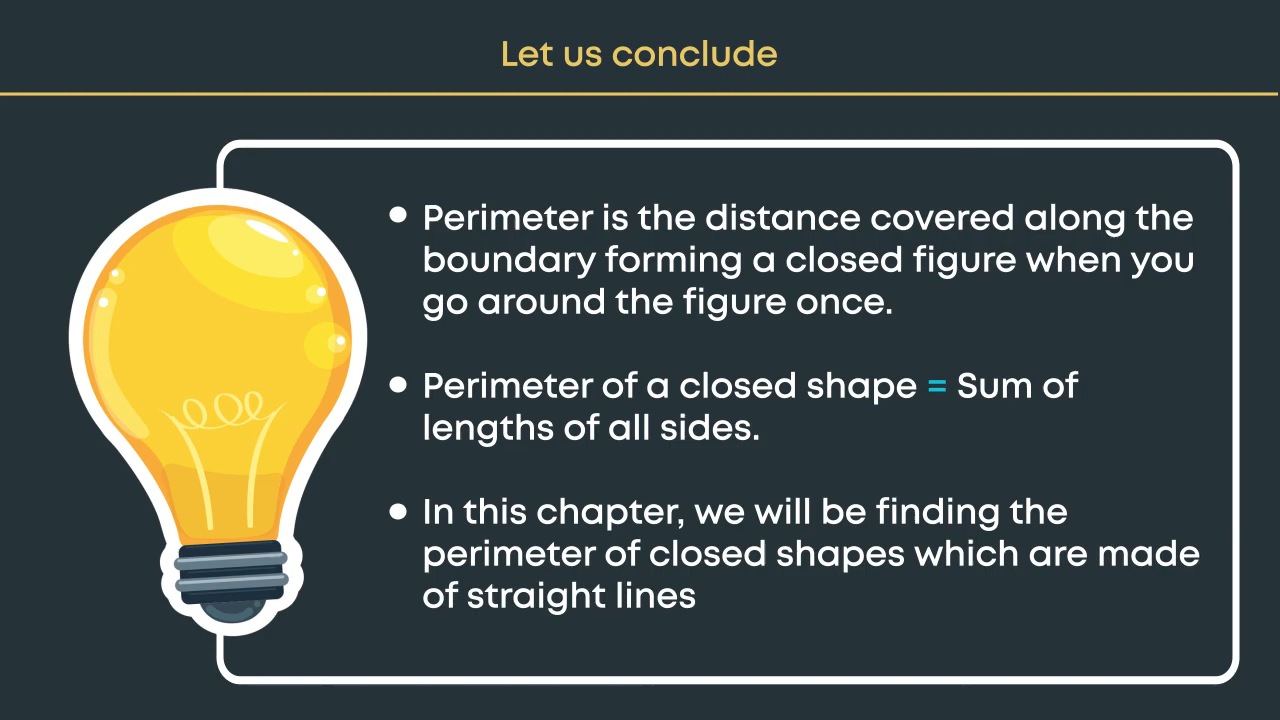 Let us conclude
• Perimeter is the distance covered along the
boundary forming a closed figure when you
go around the figure once.
• Perimeter of a closed shape = Sum of
lengths of all sides.
• In this chapter, we will be finding the
perimeter of closed shapes which are made
of straight lines